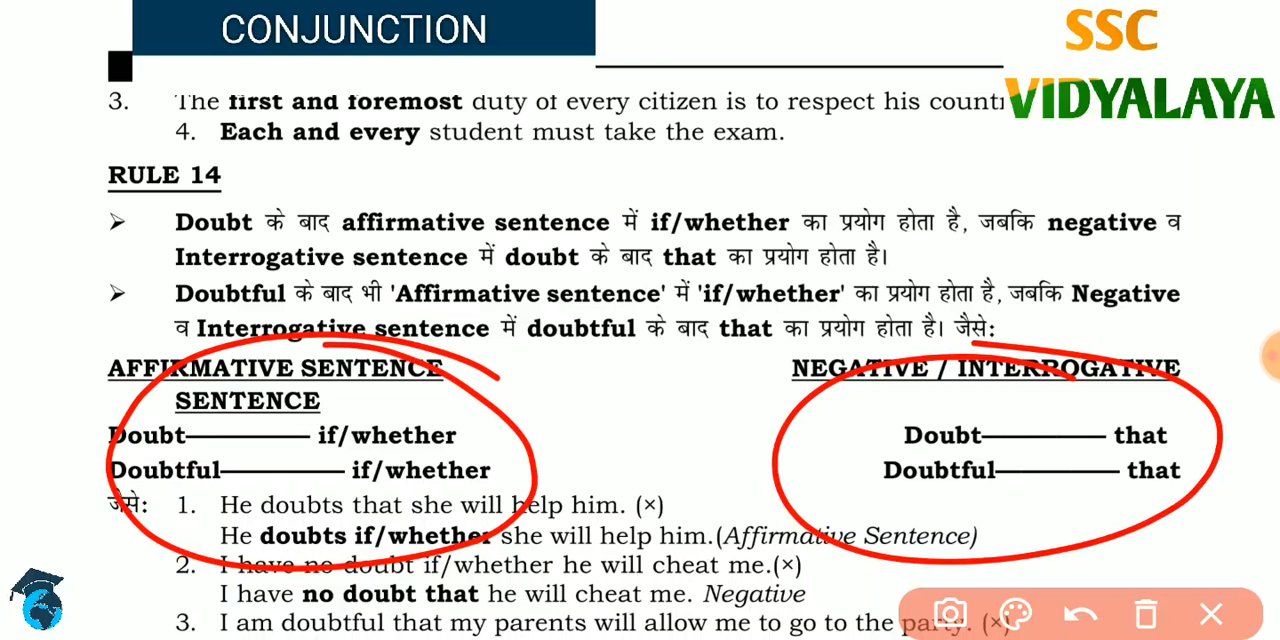 CONJUNCTION
SSC
VIDYALAYA
3. The first and foremost duty of every citizen is to respect his countr
4. Each and every student must take the exam.
RULE 14
➢ Doubt के बाद affirmative sentence में if/whether का प्रयोग होता है, जबकि negative व
Interrogative sentence में doubt के बाद that का प्रयोग होता है।
➢ Doubtful के बाद भी 'Affirmative sentence' में 'if/whether' का प्रयोग होता है, जबकि Negative
व Interrogative sentence में doubtful के बाद that का प्रयोग होता है। जैसे:
AFFIRMATIVE SENTENCE NEGATIVE / INTERROGATIVE
SENTENCE
Doubt———— if/whether Doubt———— that
Doubtful———— if/whether Doubtful———— that
जैसे: 1. He doubts that she will help him. (×)
He doubts if/whether she will help him.(Affirmative Sentence)
2. I have no doubt if/whether he will cheat me.(×)
I have no doubt that he will cheat me. Negative
3. I am doubtful that my parents will allow me to go to the party. (×)